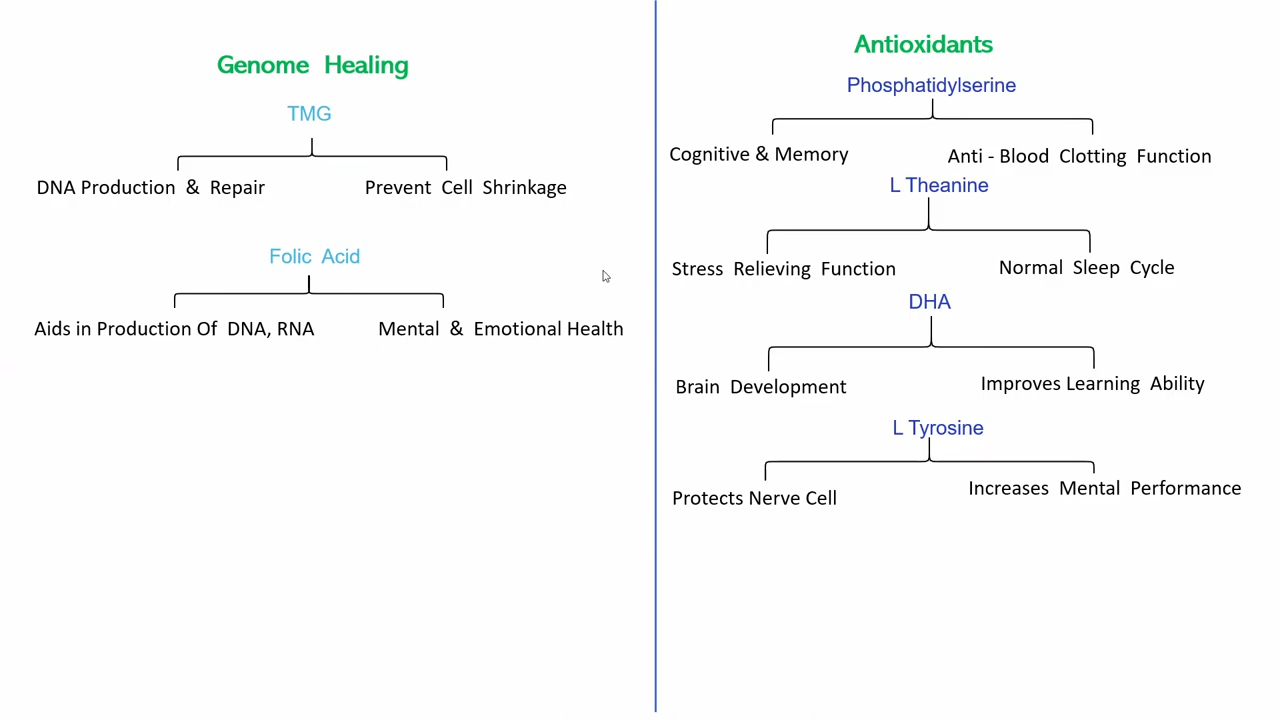 Genome Healing
TMG
DNA Production & Repair
Prevent Cell Shrinkage
Folic Acid
Aids in Production Of DNA, RNA
Mental & Emotional Health
Antioxidants
Phosphatidylserine
Cognitive & Memory
Anti - Blood Clotting Function
L Theanine
Stress Relieving Function
Normal Sleep Cycle
DHA
Brain Development
Improves Learning Ability
L Tyrosine
Protects Nerve Cell
Increases Mental Performance